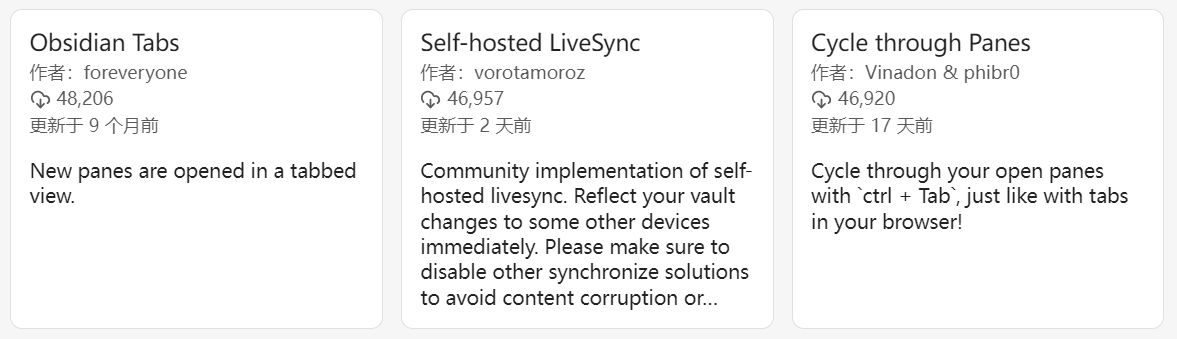 Obsidian Tabs
作者：foreveryone
48,206
更新于 9 个月前
New panes are opened in a tabbed
view.
Self-hosted LiveSync
作者：vorotamoroz
46,957
更新于 2 天前
Community implementation of self-
hosted livesync. Reflect your vault
changes to some other devices
immediately. Please make sure to
disable other synchronize solutions
to avoid content corruption or...
Cycle through Panes
作者：Vinadon & phibr0
46,920
更新于 17 天前
Cycle through your open panes
with `ctrl + Tab`, just like with tabs
in your browser!